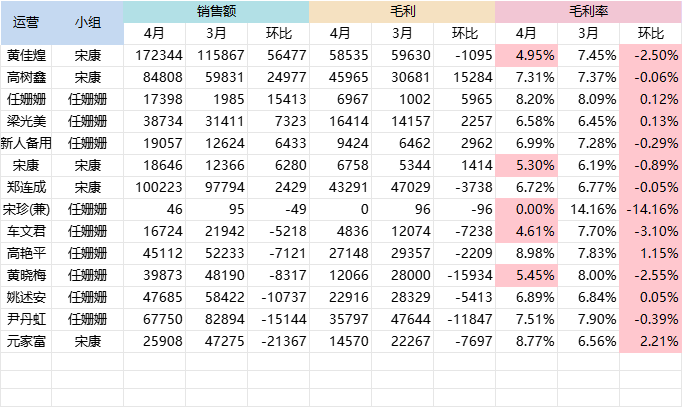 运营 小组 销售额 毛利 毛利率
4月 3月 环比 4月 3月 环比 4月 3月 环比
黄佳煌 宋康 172344 115867 56477 58535 59630 -1095 4.95% 7.45% -2.50%
高树鑫 宋康 84808 59831 24977 45965 30681 15284 7.31% 7.37% -0.06%
任姗姗 任姗姗 17398 1985 15413 6967 1002 5965 8.20% 8.09% 0.12%
梁光美 任姗姗 38734 31411 7323 16414 14157 2257 6.58% 6.45% 0.13%
新人备用 任姗姗 19057 12624 6433 9424 6462 2962 6.99% 7.28% -0.29%
宋康 宋康 18646 12366 6280 6758 5344 1414 5.30% 6.19% -0.89%
郑连成 宋康 100223 97794 2429 43291 47029 -3738 6.72% 6.77% -0.05%
宋珍(兼) 任姗姗 46 95 -49 0 96 -96 0.00% 14.16% -14.16%
车文君 任姗姗 16724 21942 -5218 4836 12074 -7238 4.61% 7.70% -3.10%
高艳平 任姗姗 45112 52233 -7121 27148 29357 -2209 8.98% 7.83% 1.15%
黄晓梅 任姗姗 39873 48190 -8317 12066 28000 -15934 5.45% 8.00% -2.55%
姚述安 任姗姗 47685 58422 -10737 22916 28329 -5413 6.89% 6.84% 0.05%
尹丹虹 任姗姗 67750 82894 -15144 35797 47644 -11847 7.51% 7.90% -0.39%
元家富 宋康 25908 47275 -21367 14570 22267 -7697 8.77% 6.56% 2.21%